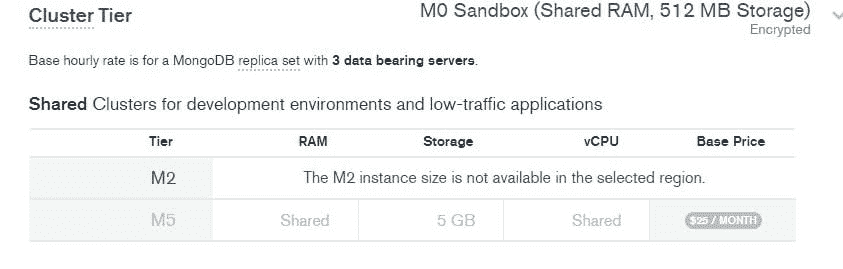 Cluster Tier
M0 Sandbox (Shared RAM, 512 MB Storage)
Encrypted
Base hourly rate is for a MongoDB replica set with 3 data bearing servers.
Shared Clusters for development environments and low-traffic applications
Tier RAM Storage vCPU Base Price
M2 The M2 instance size is not available in the selected region.
M5 Shared 5 GB Shared $25 / MONTH